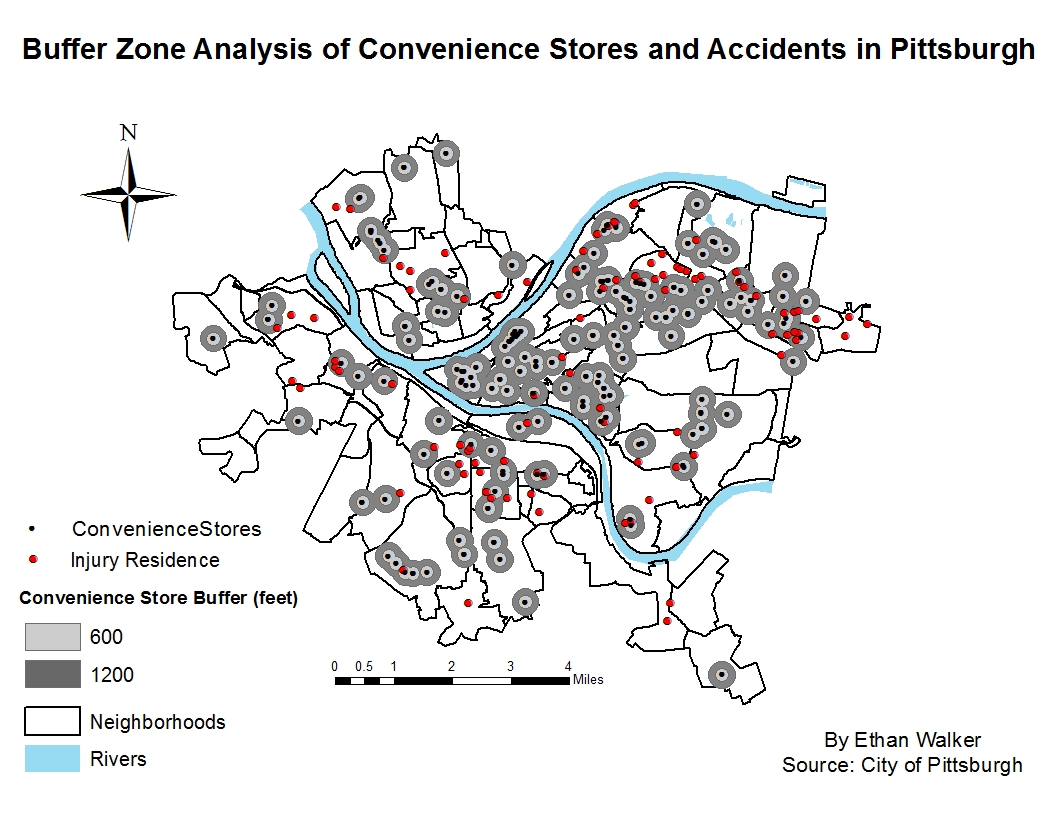 Buffer Zone Analysis of Convenience Stores and Accidents in Pittsburgh
N
ConvenienceStores
Injury Residence
Convenience Store Buffer (feet)
600
1200
Neighborhoods
Rivers
0 0.5 1 2 3 4
Miles
By Ethan Walker
Source: City of Pittsburgh